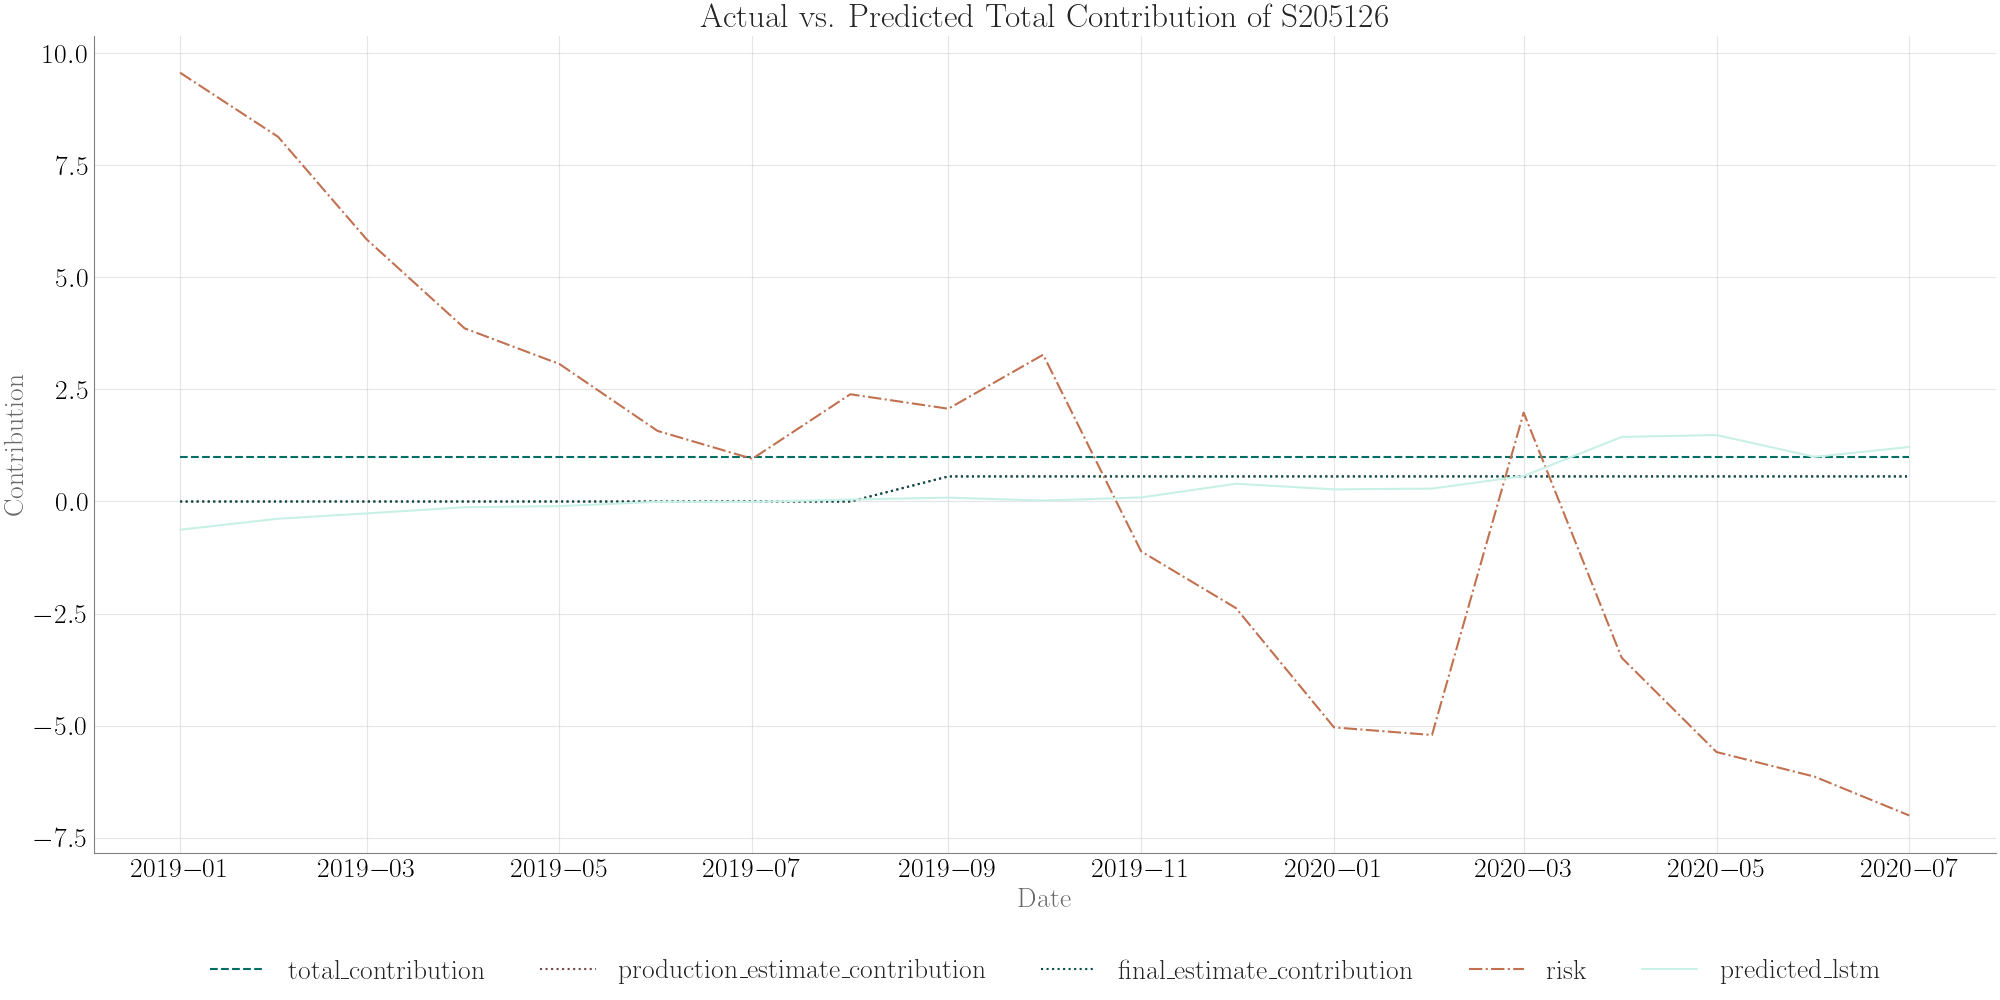 Actual vs. Predicted Total Contribution of S205126
10.0
7.5
5.0
2.5
0.0
−2.5
−5.0
−7.5
Contribution
2019−01 2019−03 2019−05 2019−07 2019−09 2019−11 2020−01 2020−03 2020−05 2020−07
Date
total_contribution production_estimate_contribution final_estimate_contribution risk predicted_lstm